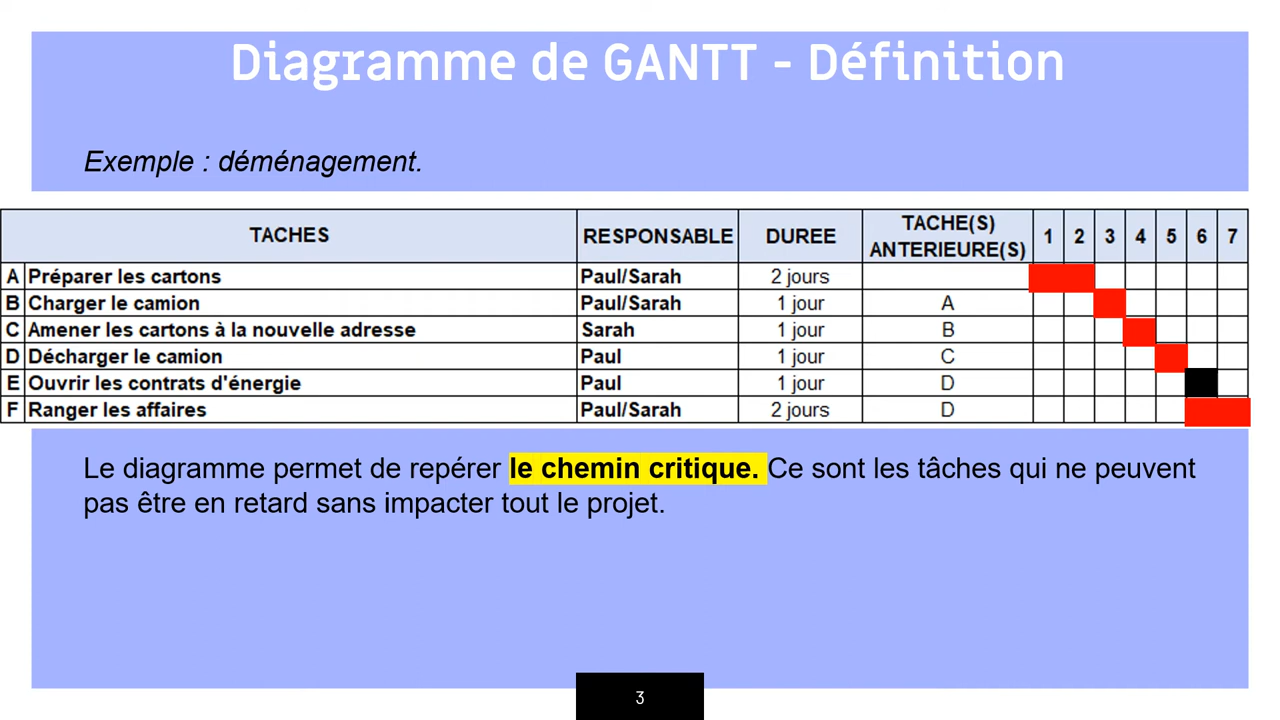 Diagramme de GANTT - Définition
Exemple : déménagement.
TACHES RESPONSABLE DUREE TACHE(S) ANTERIEURE(S) 1 2 3 4 5 6 7
A Préparer les cartons Paul/Sarah 2 jours
B Charger le camion Paul/Sarah 1 jour A
C Amener les cartons à la nouvelle adresse Sarah 1 jour B
D Décharger le camion Paul 1 jour C
E Ouvrir les contrats d'énergie Paul 1 jour D
F Ranger les affaires Paul/Sarah 2 jours D
Le diagramme permet de repérer le chemin critique. Ce sont les tâches qui ne peuvent
pas être en retard sans impacter tout le projet.
3